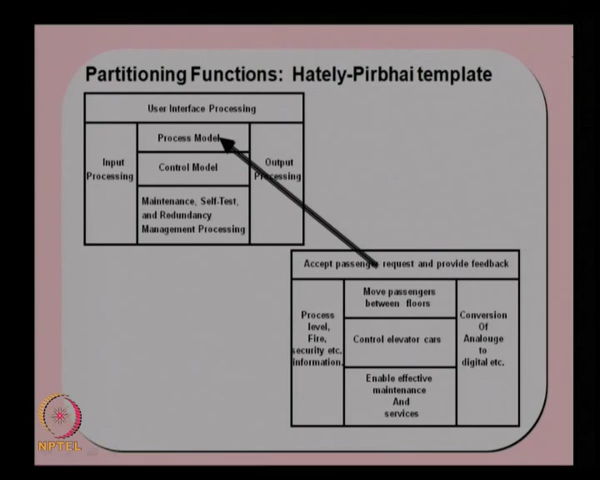 Partitioning Functions: Hately-Pirbhai template
User Interface Processing
Input
Processing
Process Model
Control Model
Maintenance, Self-Test,
and Redundancy
Management Processing
Output
Processing
Accept passenger request and provide feedback
Process
level,
Fire,
security etc.
information.
Move passengers
between floors
Control elevator cars
Enable effective
maintenance
And
services
Conversion
Of
Analouge
to
digital etc.
NPTEL